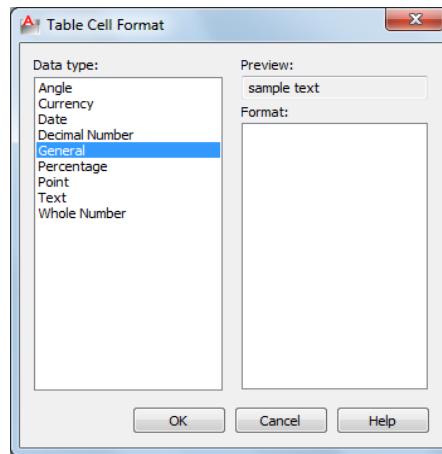 Table Cell Format
Data type:
Angle
Currency
Date
Decimal Number
General
Percentage
Point
Text
Whole Number
Preview:
sample text
Format:
OK
Cancel
Help